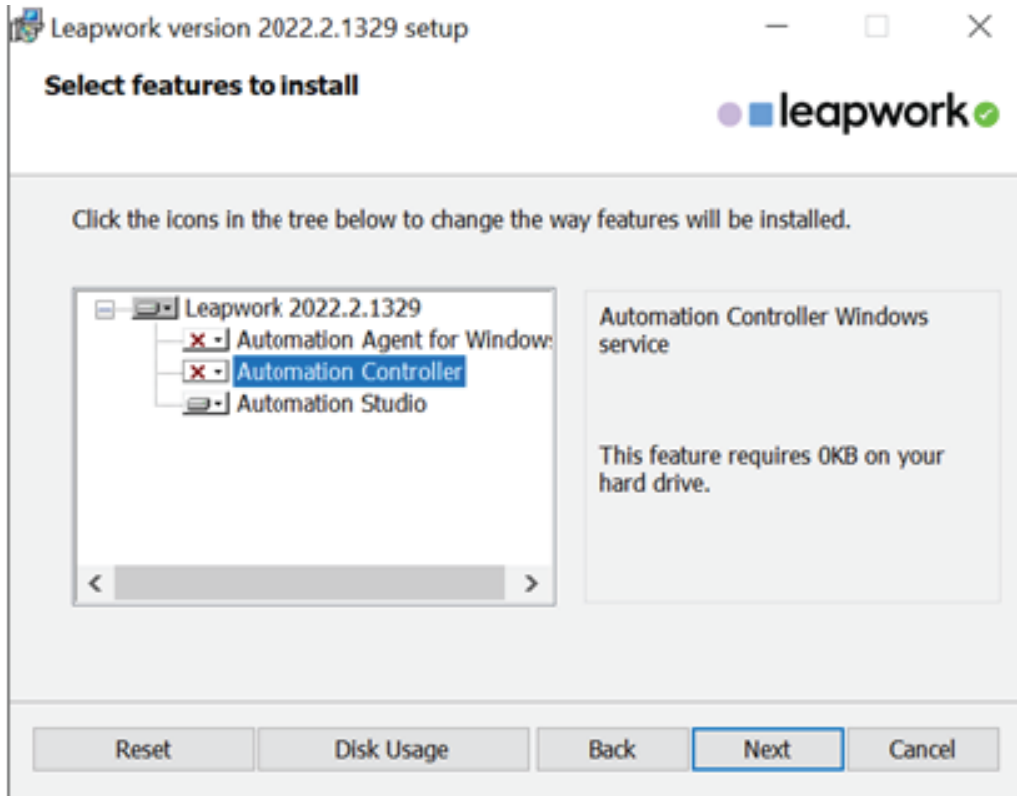 Leapwork version 2022.2.1329 setup
Select features to install
leapwork
Click the icons in the tree below to change the way features will be installed.
Leapwork 2022.2.1329
Automation Agent for Windows
Automation Controller
Automation Studio
Automation Controller Windows
service
This feature requires 0KB on your
hard drive.
Reset
Disk Usage
Back
Next
Cancel